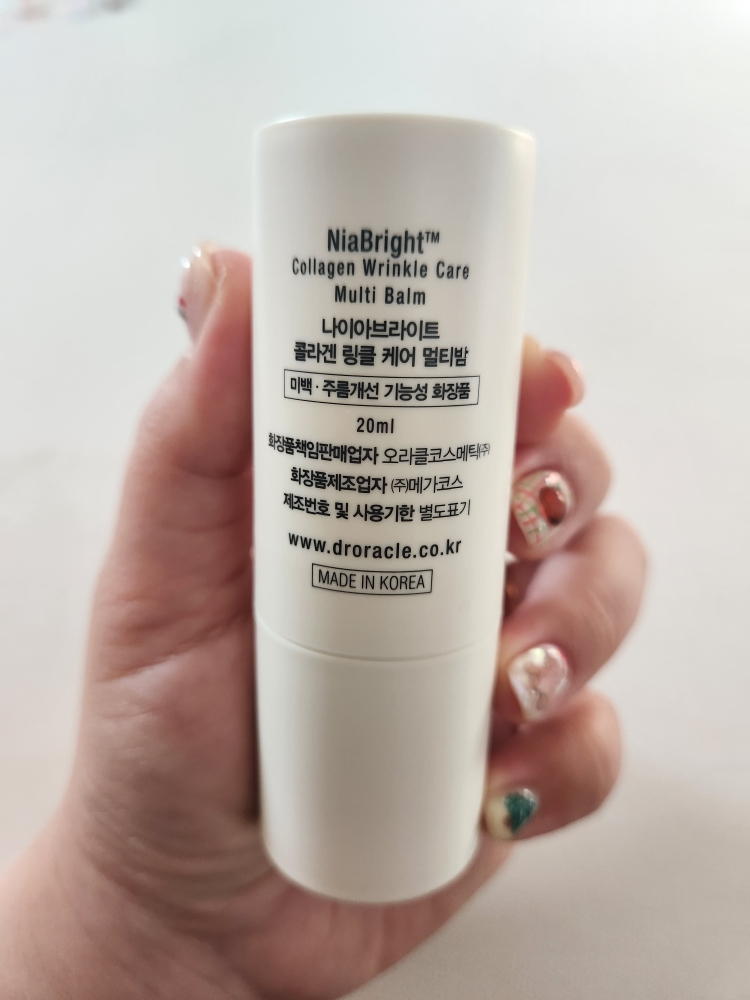 NiaBright™
Collagen Wrinkle Care
Multi Balm
나이아브라이트
콜라겐 링클 케어 멀티밤
미백 · 주름개선 기능성 화장품
20ml
화장품책임판매업자 오라클코스메틱㈜
화장품제조업자 ㈜메가코스
제조번호 및 사용기한 별도표기
www.droracle.co.kr
MADE IN KOREA